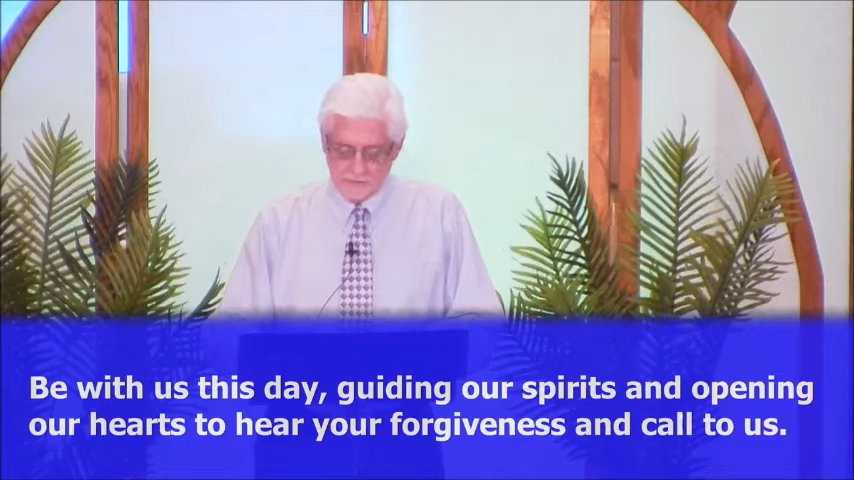 Be with us this day, guiding our spirits and opening
our hearts to hear your forgiveness and call to us.